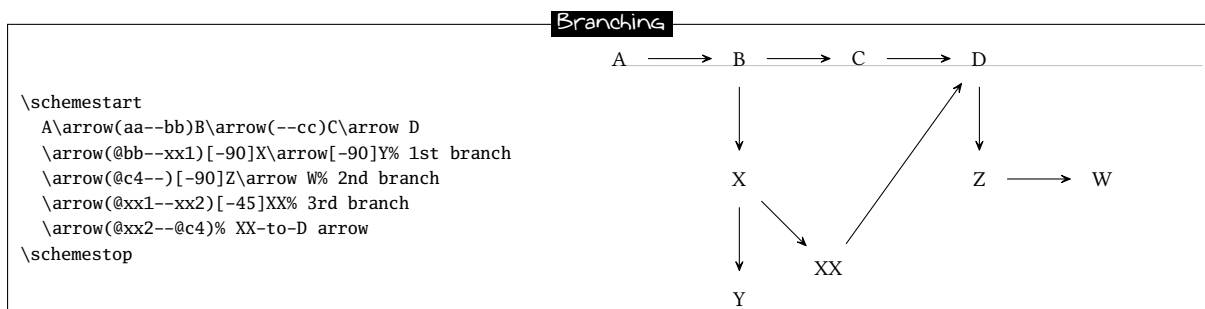 Branching
\schemestart
A\arrow(aa--bb)B\arrow(--cc)C\arrow D
\arrow(@bb--xx1)[-90]X\arrow[-90]Y% 1st branch
\arrow(@c4--)[-90]Z\arrow W% 2nd branch
\arrow(@xx1--xx2)[-45]XX% 3rd branch
\arrow(@xx2--@c4)% XX-to-D arrow
\schemestop
A B C D
X Z W
XX
Y